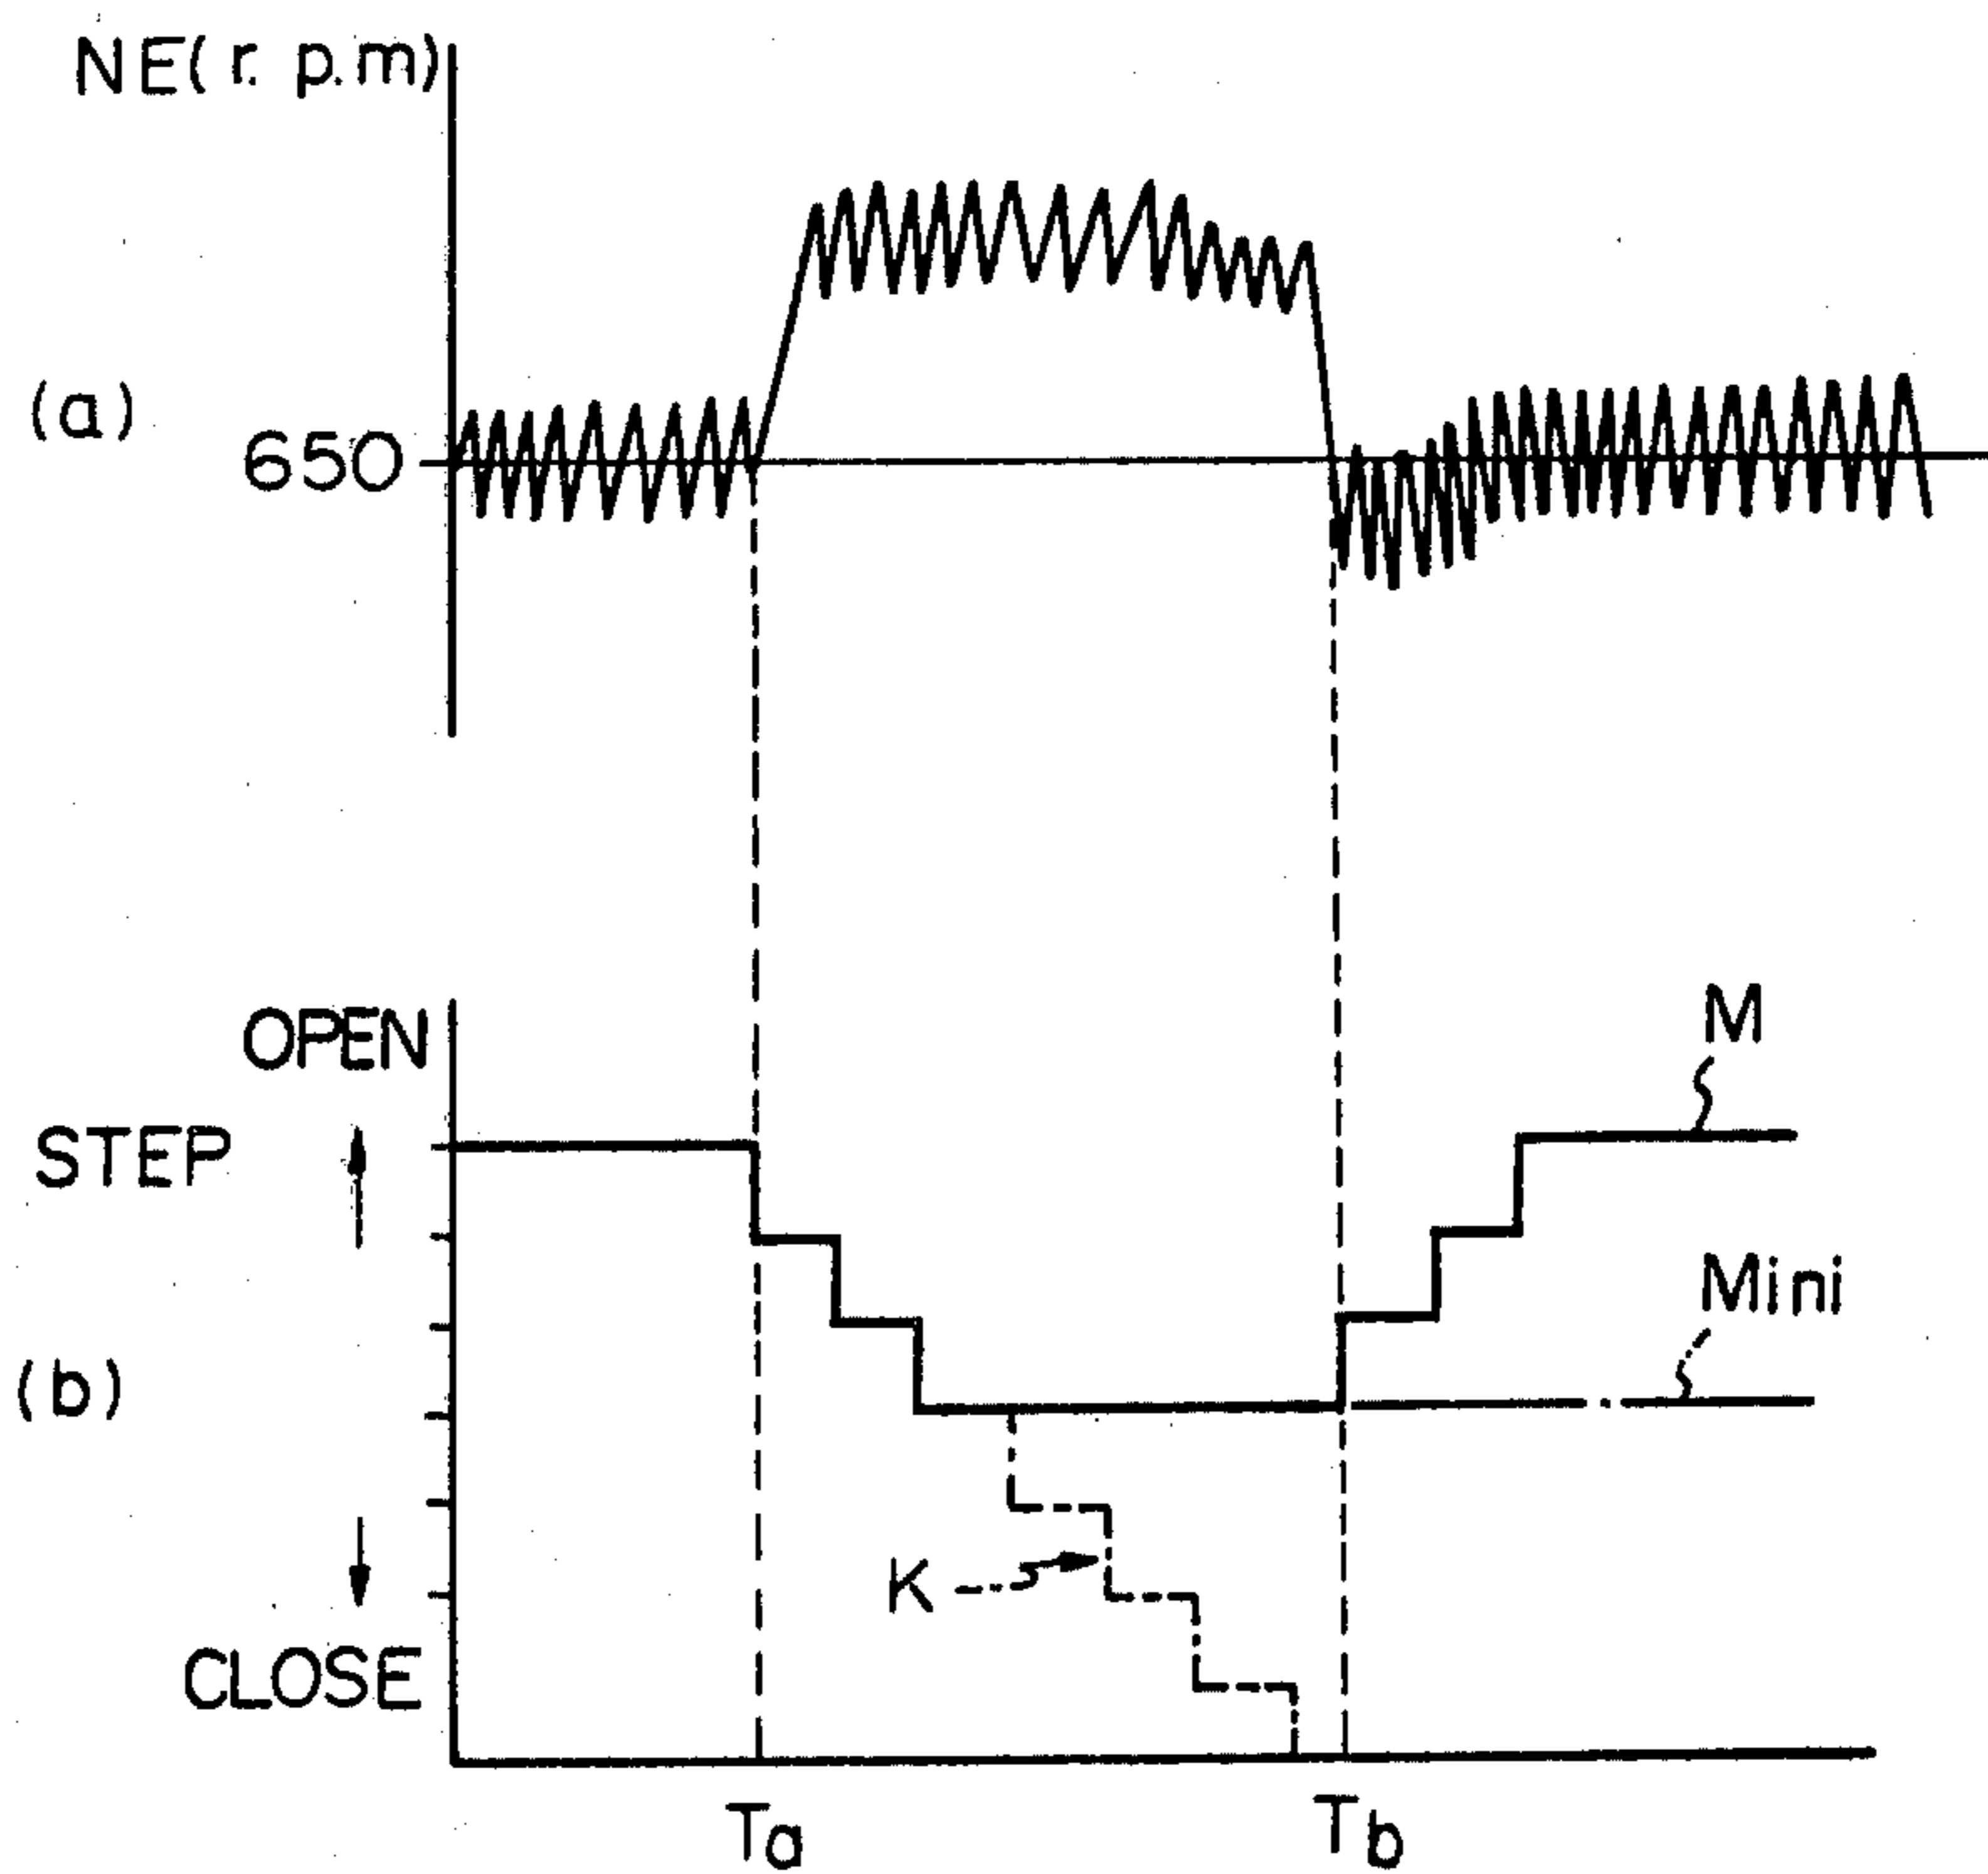 NE(r. p.m)
(a)
650
OPEN
STEP
M
Mini
(b)
K
CLOSE
Ta
Tb